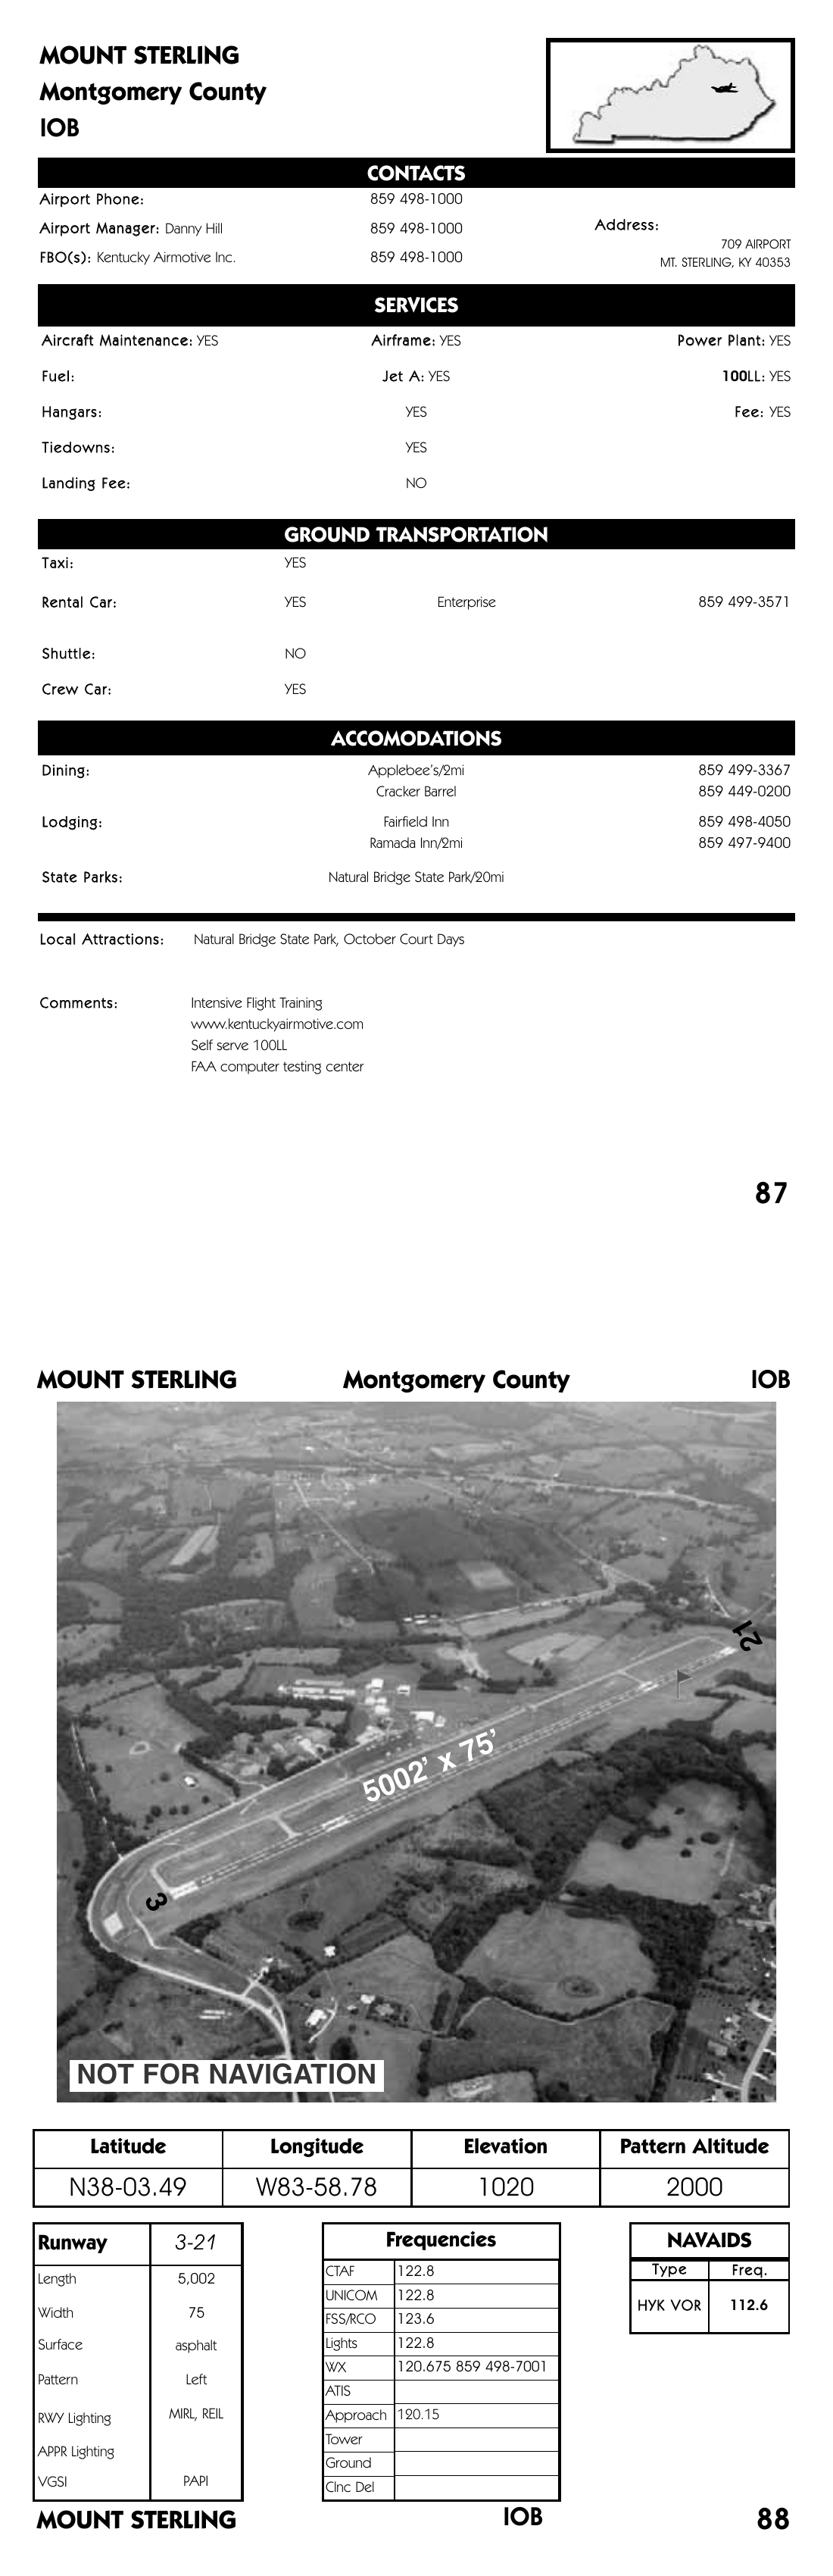 MOUNT STERLING
Montgomery County
IOB
CONTACTS
Airport Phone: 859 498-1000
Airport Manager: Danny Hill 859 498-1000
FBO(s): Kentucky Airmotive Inc. 859 498-1000
Address:
709 AIRPORT
MT. STERLING, KY 40353
SERVICES
Aircraft Maintenance: YES Airframe: YES Power Plant: YES
Fuel: Jet A: YES 100LL: YES
Hangars: YES Fee: YES
Tiedowns: YES
Landing Fee: NO
GROUND TRANSPORTATION
Taxi: YES
Rental Car: YES Enterprise 859 499-3571
Shuttle: NO
Crew Car: YES
ACCOMODATIONS
Dining: Applebee's/2mi 859 499-3367
Cracker Barrel 859 449-0200
Lodging: Fairfield Inn 859 498-4050
Ramada Inn/2mi 859 497-9400
State Parks: Natural Bridge State Park/20mi
Local Attractions: Natural Bridge State Park, October Court Days
Comments: Intensive Flight Training
www.kentuckyairmotive.com
Self serve 100LL
FAA computer testing center
87
MOUNT STERLING Montgomery County IOB
21
5002' x 75'
3
NOT FOR NAVIGATION
Latitude Longitude Elevation Pattern Altitude
N38-03.49 W83-58.78 1020 2000
Runway 3-21
Length 5,002
Width 75
Surface asphalt
Pattern Left
RWY Lighting MIRL, REIL
APPR Lighting
VGSI PAPI
Frequencies
CTAF 122.8
UNICOM 122.8
FSS/RCO 123.6
Lights 122.8
WX 120.675 859 498-7001
ATIS
Approach 120.15
Tower
Ground
Clnc Del
NAVAIDS
Type Freq.
HYK VOR 112.6
MOUNT STERLING IOB 88